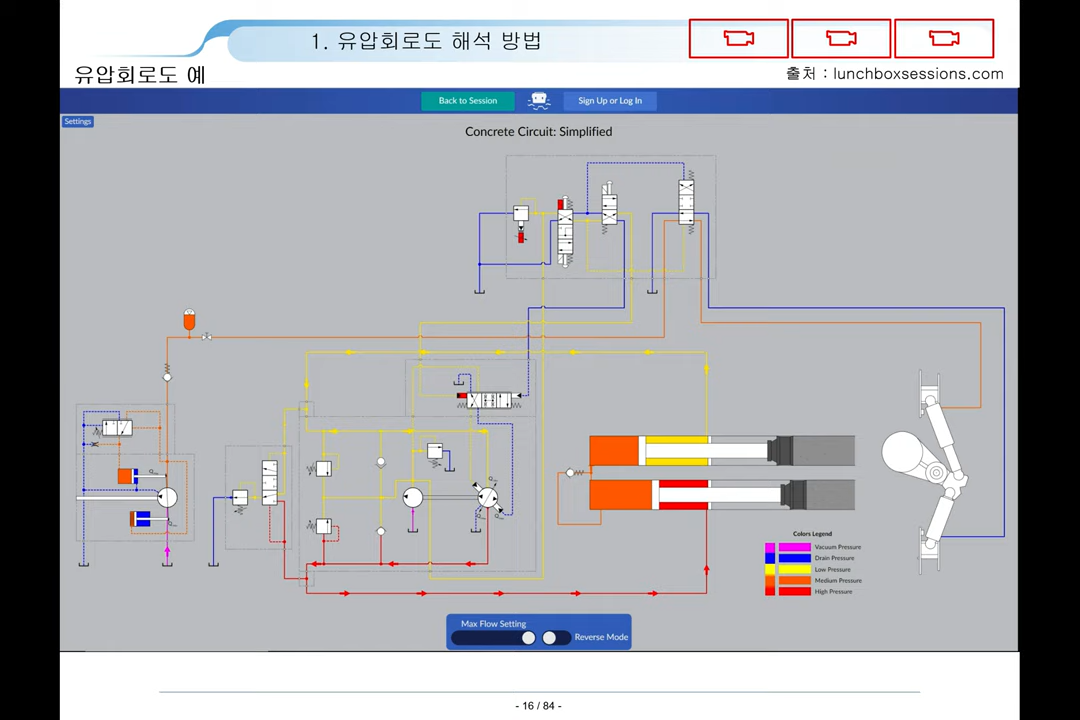 1. 유압회로도 해석 방법
유압회로도 예
출처 : lunchboxsessions.com
Back to Session
Sign Up or Log In
Settings
Concrete Circuit: Simplified
Colors Legend
Vacuum Pressure
Drain Pressure
Low Pressure
Medium Pressure
High Pressure
Max Flow Setting
Reverse Mode
- 16 / 84 -